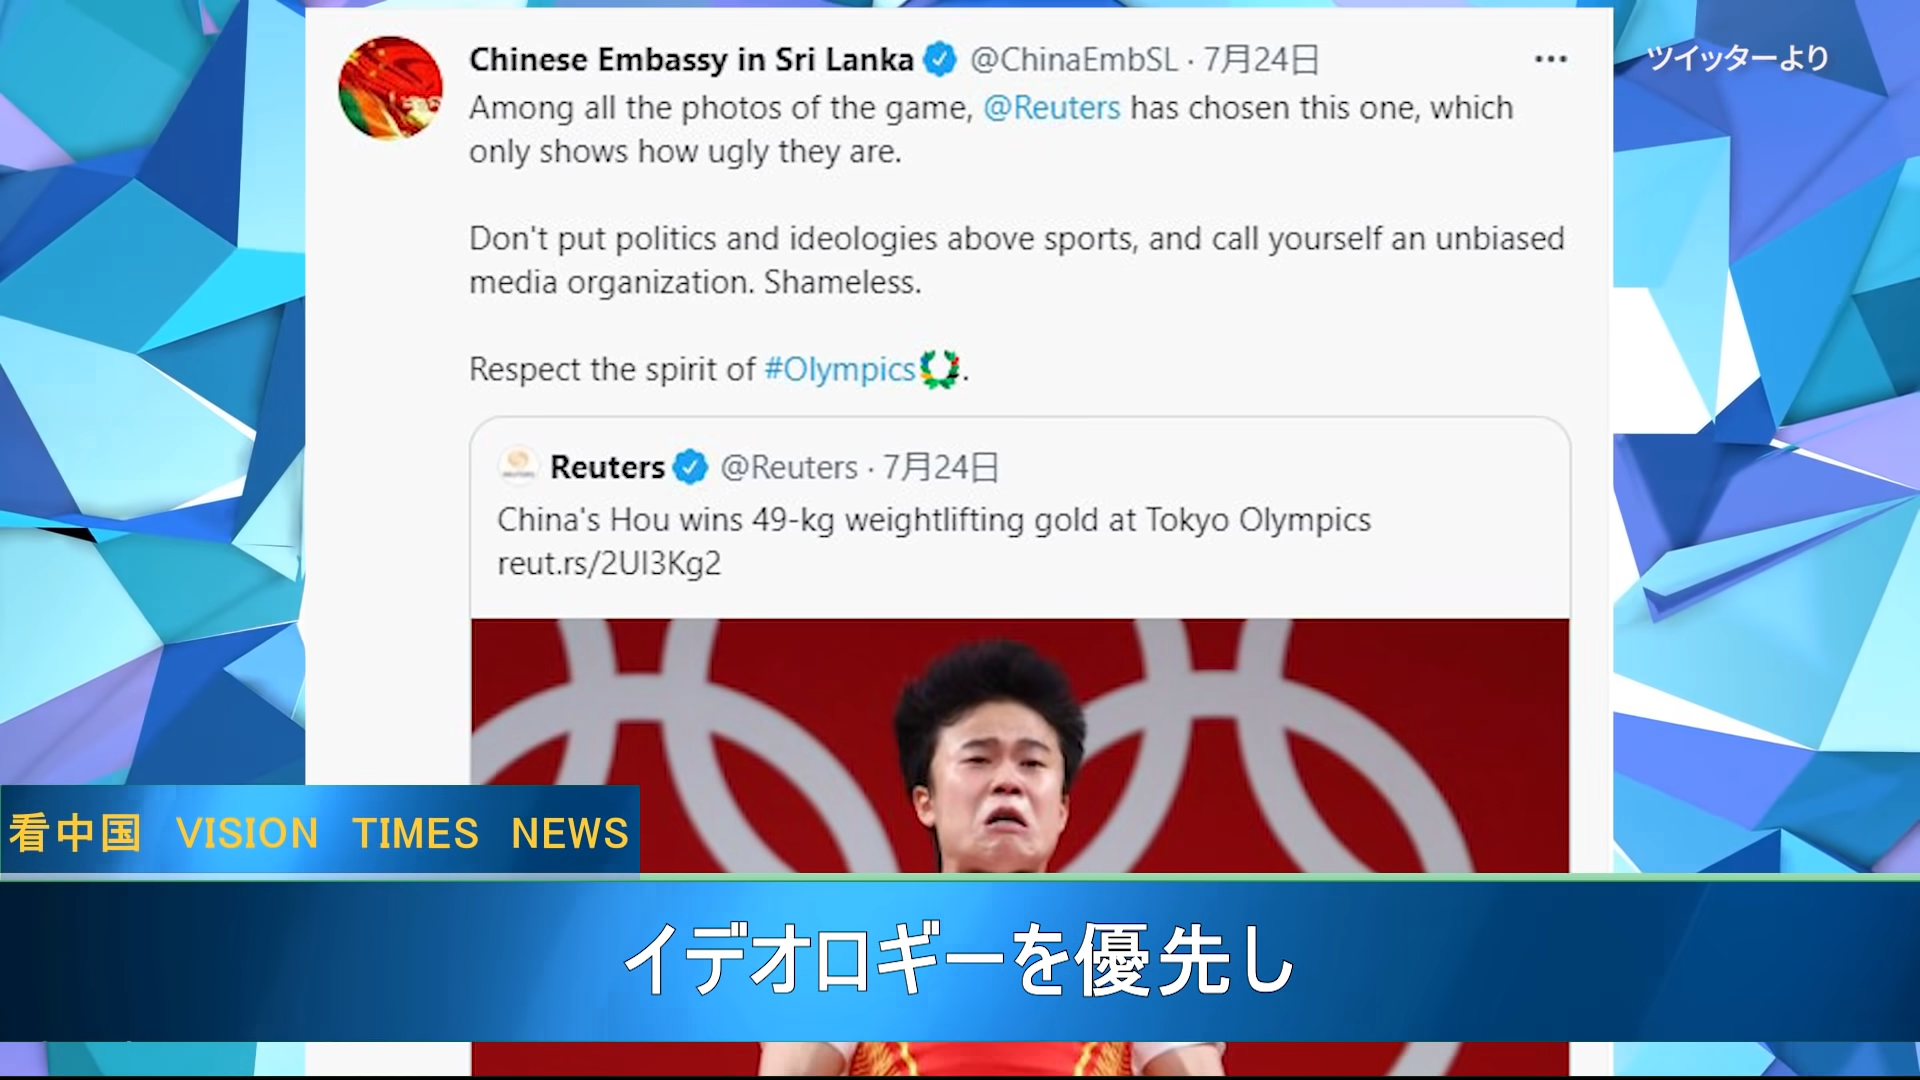 Chinese Embassy in Sri Lanka @ChinaEmbSL · 7月24日
ツイッターより
Among all the photos of the game, @Reuters has chosen this one, which
only shows how ugly they are.
Don't put politics and ideologies above sports, and call yourself an unbiased
media organization. Shameless.
Respect the spirit of #Olympics.
Reuters @Reuters · 7月24日
China's Hou wins 49-kg weightlifting gold at Tokyo Olympics
reut.rs/2UI3Kg2
看中国 VISION TIMES NEWS
イデオロギーを優先し